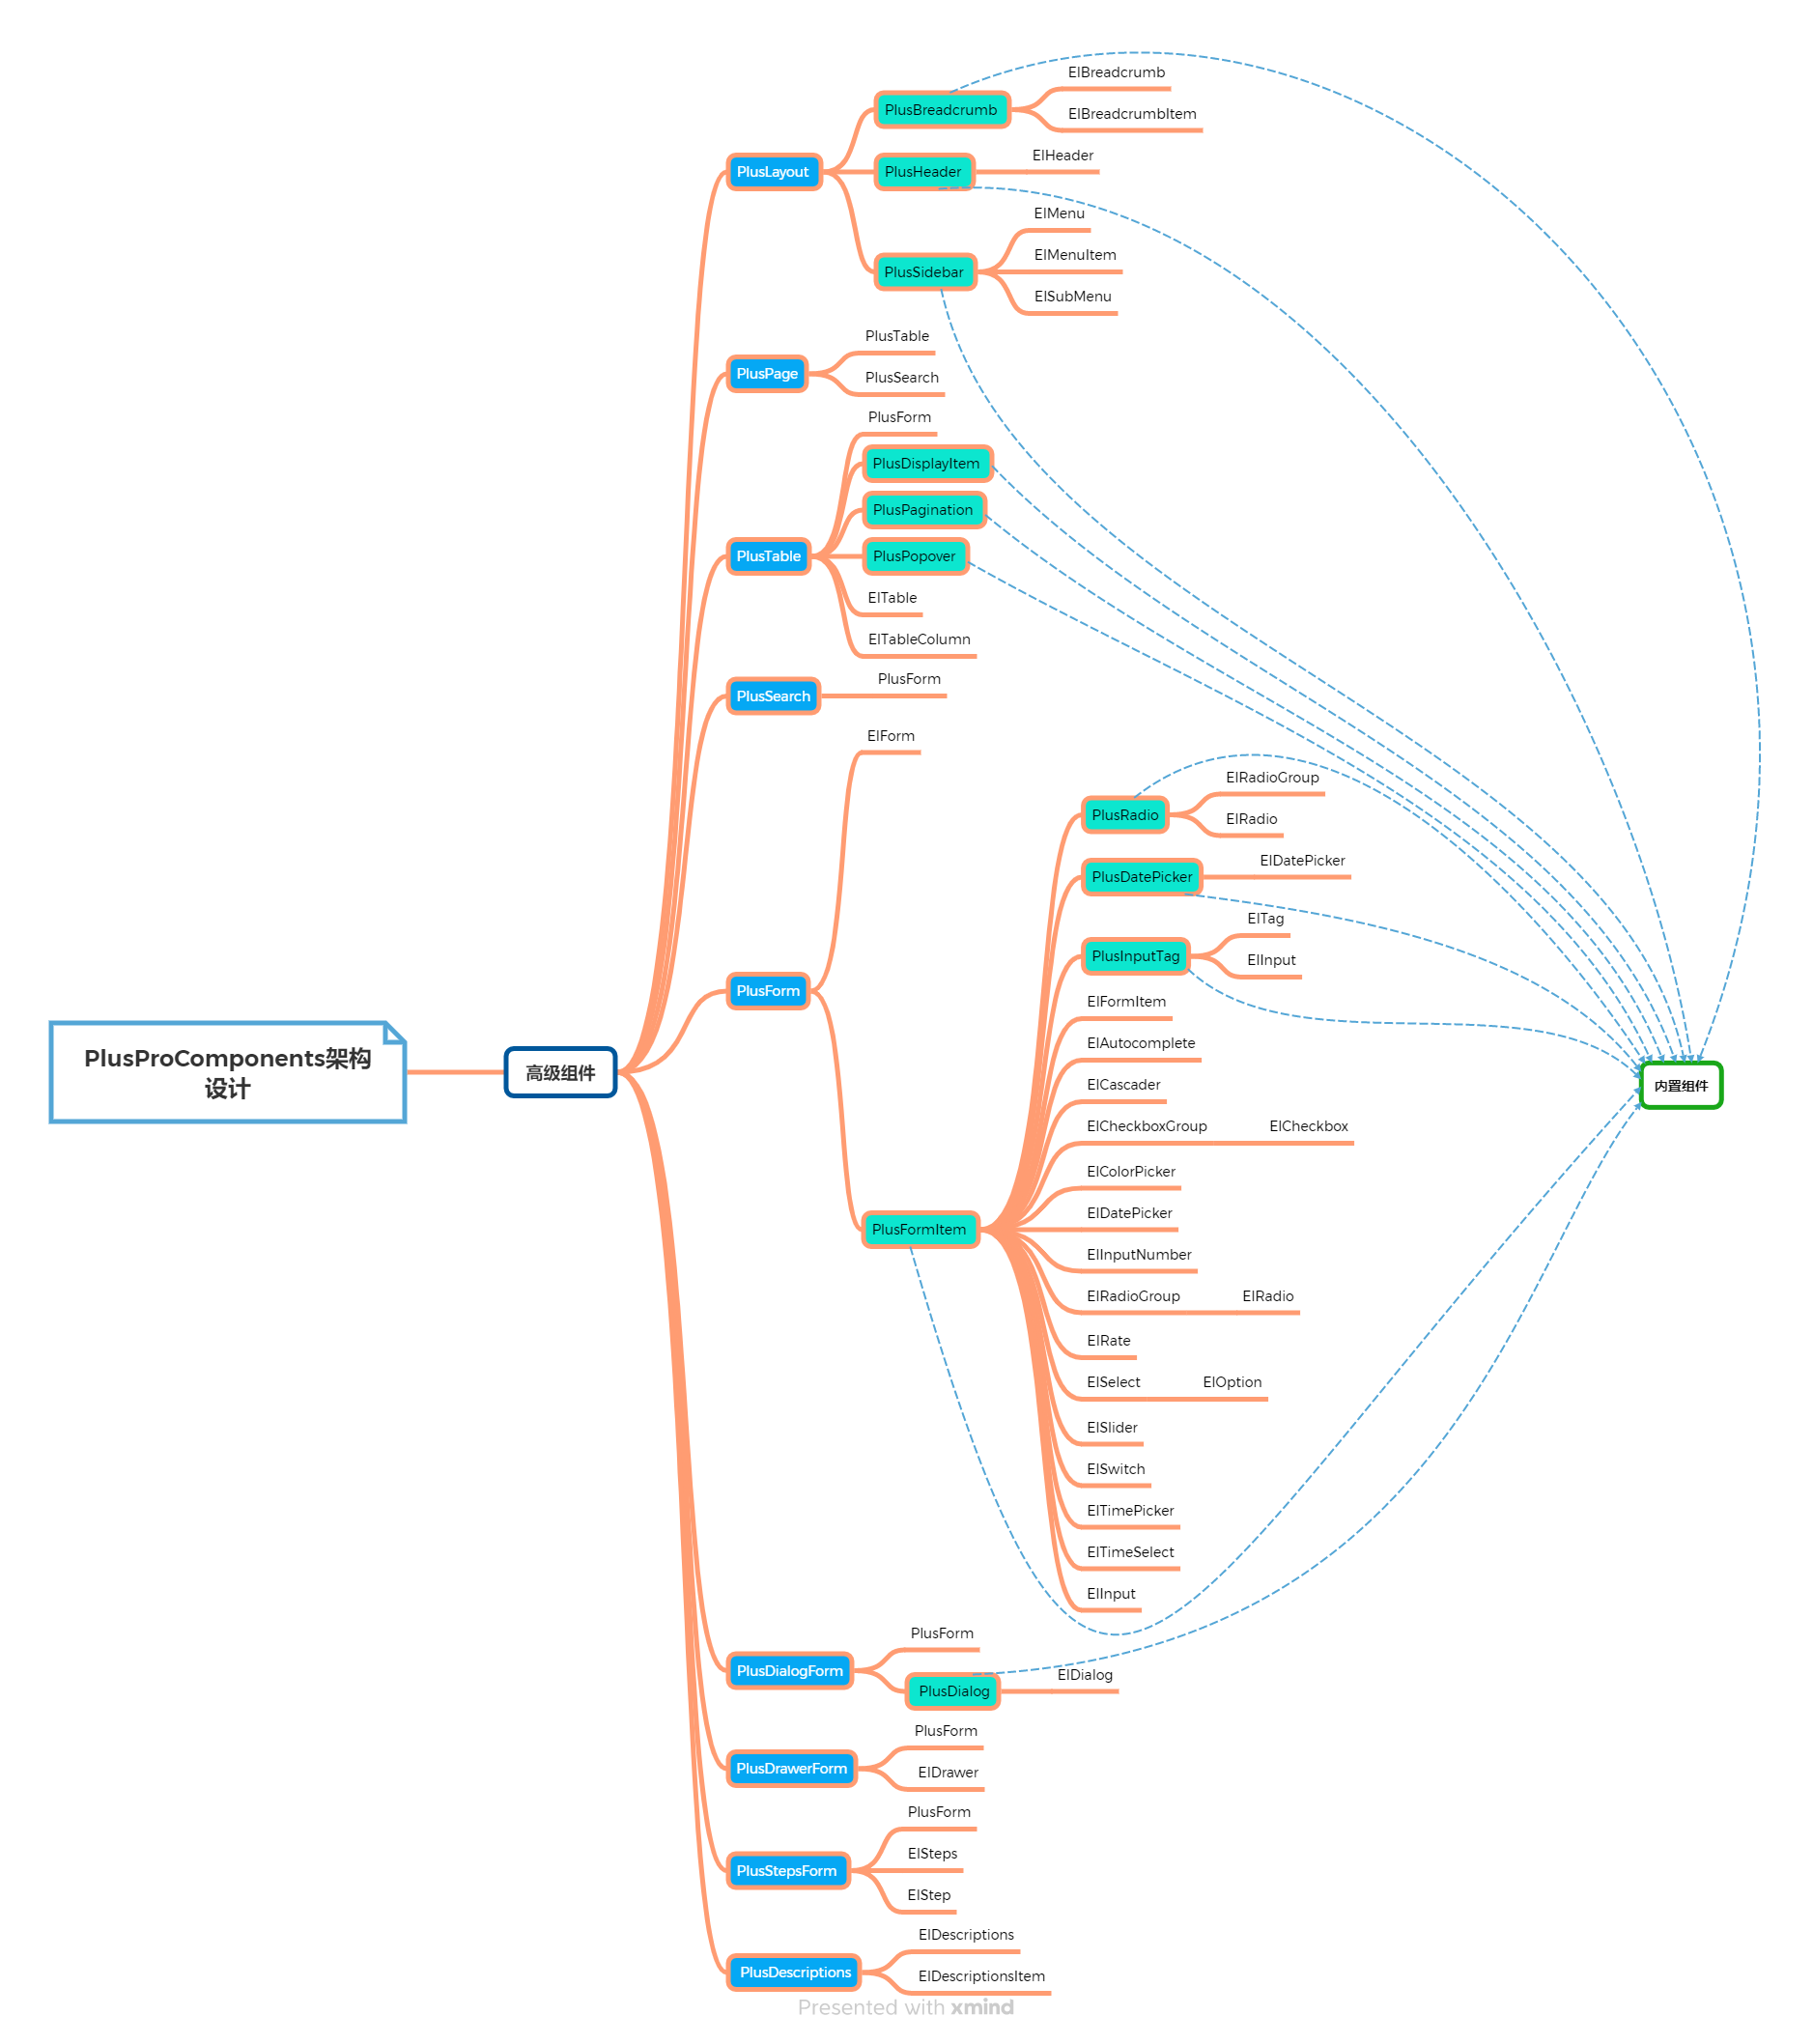 PlusProComponents架构
设计
高级组件
PlusLayout
PlusBreadcrumb
ElBreadcrumb
ElBreadcrumbItem
PlusHeader
ElHeader
PlusSidebar
ElMenu
ElMenuItem
ElSubMenu
PlusPage
PlusTable
PlusSearch
PlusTable
PlusForm
PlusDisplayItem
PlusPagination
PlusPopover
ElTable
ElTableColumn
PlusSearch
PlusForm
PlusForm
ElForm
PlusFormItem
PlusRadio
ElRadioGroup
ElRadio
PlusDatePicker
ElDatePicker
PlusInputTag
ElTag
ElInput
ElFormItem
ElAutocomplete
ElCascader
ElCheckboxGroup
ElCheckbox
ElColorPicker
ElDatePicker
ElInputNumber
ElRadioGroup
ElRadio
ElRate
ElSelect
ElOption
ElSlider
ElSwitch
ElTimePicker
ElTimeSelect
ElInput
PlusDialogForm
PlusForm
PlusDialog
ElDialog
PlusDrawerForm
PlusForm
ElDrawer
PlusStepsForm
PlusForm
ElSteps
ElStep
PlusDescriptions
ElDescriptions
ElDescriptionsItem
内置组件
Presented with xmind